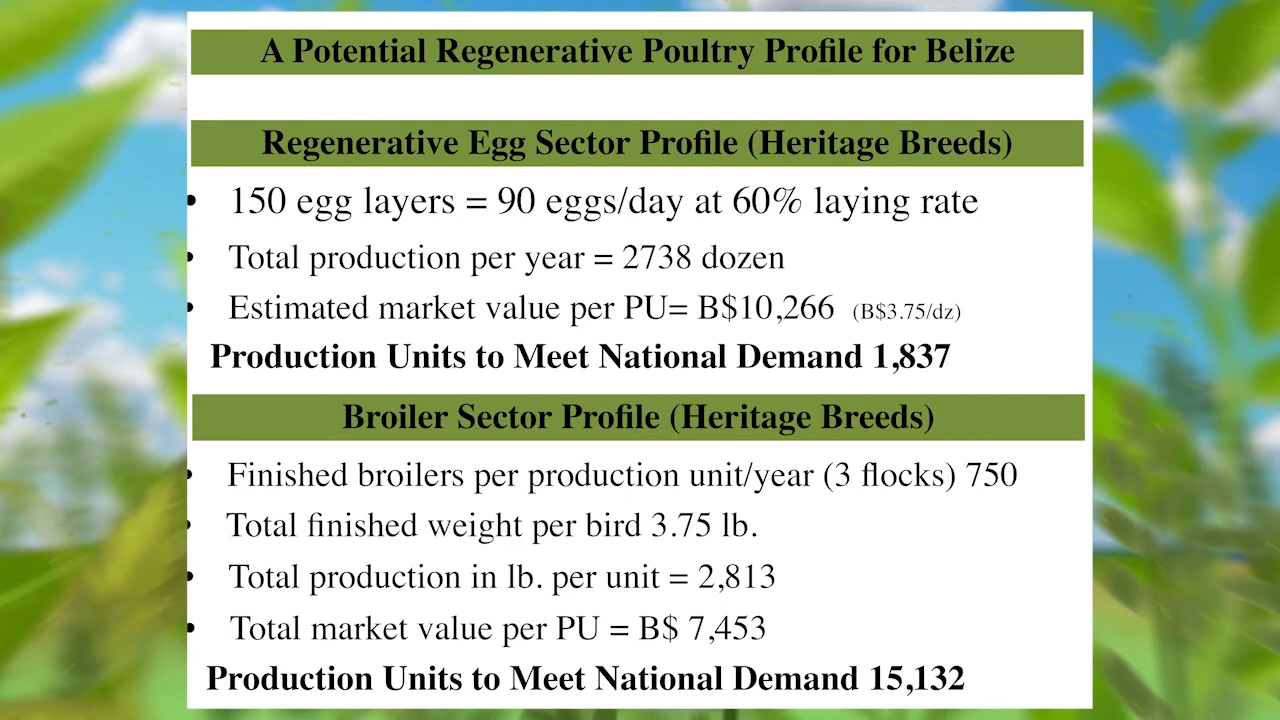 A Potential Regenerative Poultry Profile for Belize
Regenerative Egg Sector Profile (Heritage Breeds)
• 150 egg layers = 90 eggs/day at 60% laying rate
• Total production per year = 2738 dozen
• Estimated market value per PU= B$10,266 (B$3.75/dz)
Production Units to Meet National Demand 1,837
Broiler Sector Profile (Heritage Breeds)
• Finished broilers per production unit/year (3 flocks) 750
• Total finished weight per bird 3.75 lb.
• Total production in lb. per unit = 2,813
• Total market value per PU = B$ 7,453
Production Units to Meet National Demand 15,132